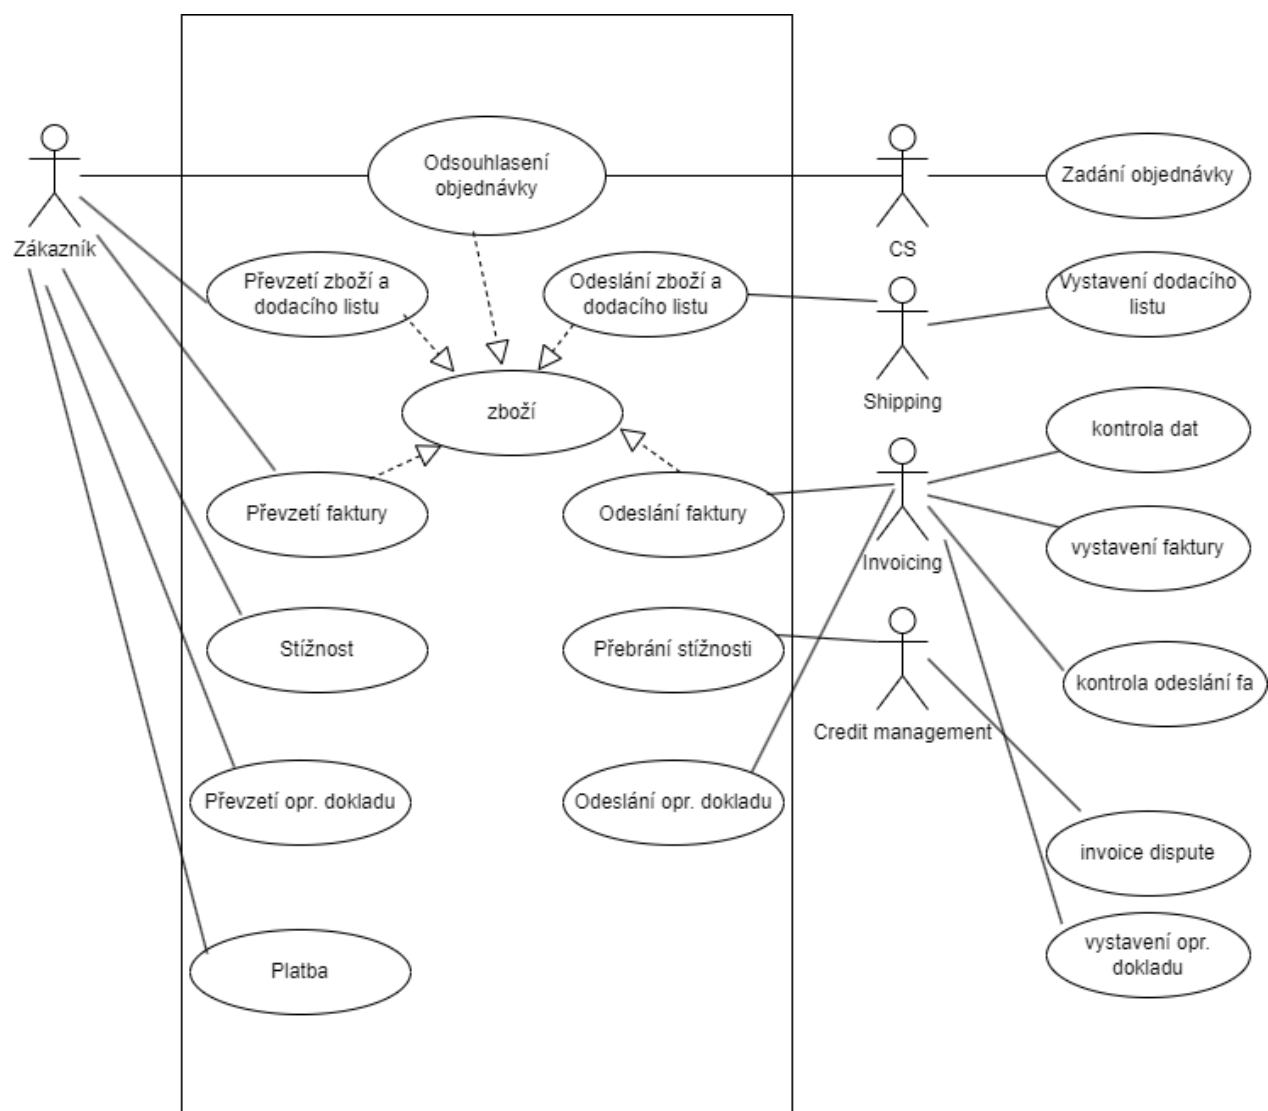 Odsouhlasení
objednávky
Zadání objednávky
Zákazník
CS
Převzetí zboží a
dodacího listu
Odeslání zboží a
dodacího listu
Vystavení dodacího
listu
Shipping
zboží
kontrola dat
Převzetí faktury
Odeslání faktury
vystavení faktury
Invoicing
Stížnost
Přebrání stížnosti
kontrola odeslání fa
Credit management
Převzetí opr. dokladu
Odeslání opr. dokladu
invoice dispute
vystavení opr.
dokladu
Platba